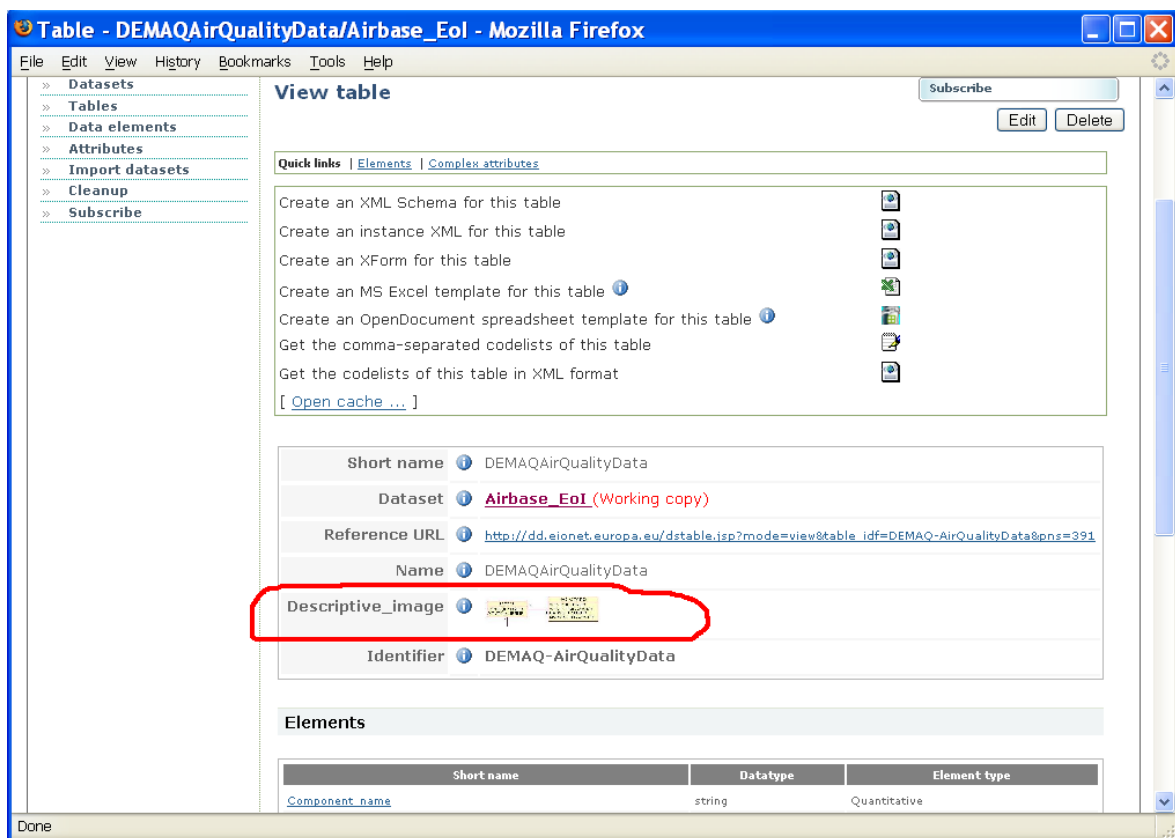 Table - DEMAQAirQualityData/Airbase_EoI - Mozilla Firefox
File Edit View History Bookmarks Tools Help
» Datasets
» Tables
» Data elements
» Attributes
» Import datasets
» Cleanup
» Subscribe
View table
Subscribe
Edit Delete
Quick links | Elements | Complex attributes
Create an XML Schema for this table
Create an instance XML for this table
Create an XForm for this table
Create an MS Excel template for this table
Create an OpenDocument spreadsheet template for this table
Get the comma-separated codelists of this table
Get the codelists of this table in XML format
[ Open cache ... ]
Short name DEMAQAirQualityData
Dataset Airbase_EoI (Working copy)
Reference URL http://dd.eionet.europa.eu/dstable.jsp?mode=view&table_idf=DEMAQ-AirQualityData&pns=391
Name DEMAQAirQualityData
Descriptive_image
Identifier DEMAQ-AirQualityData
Elements
Short name Datatype Element type
Component_name string Quantitative
Done